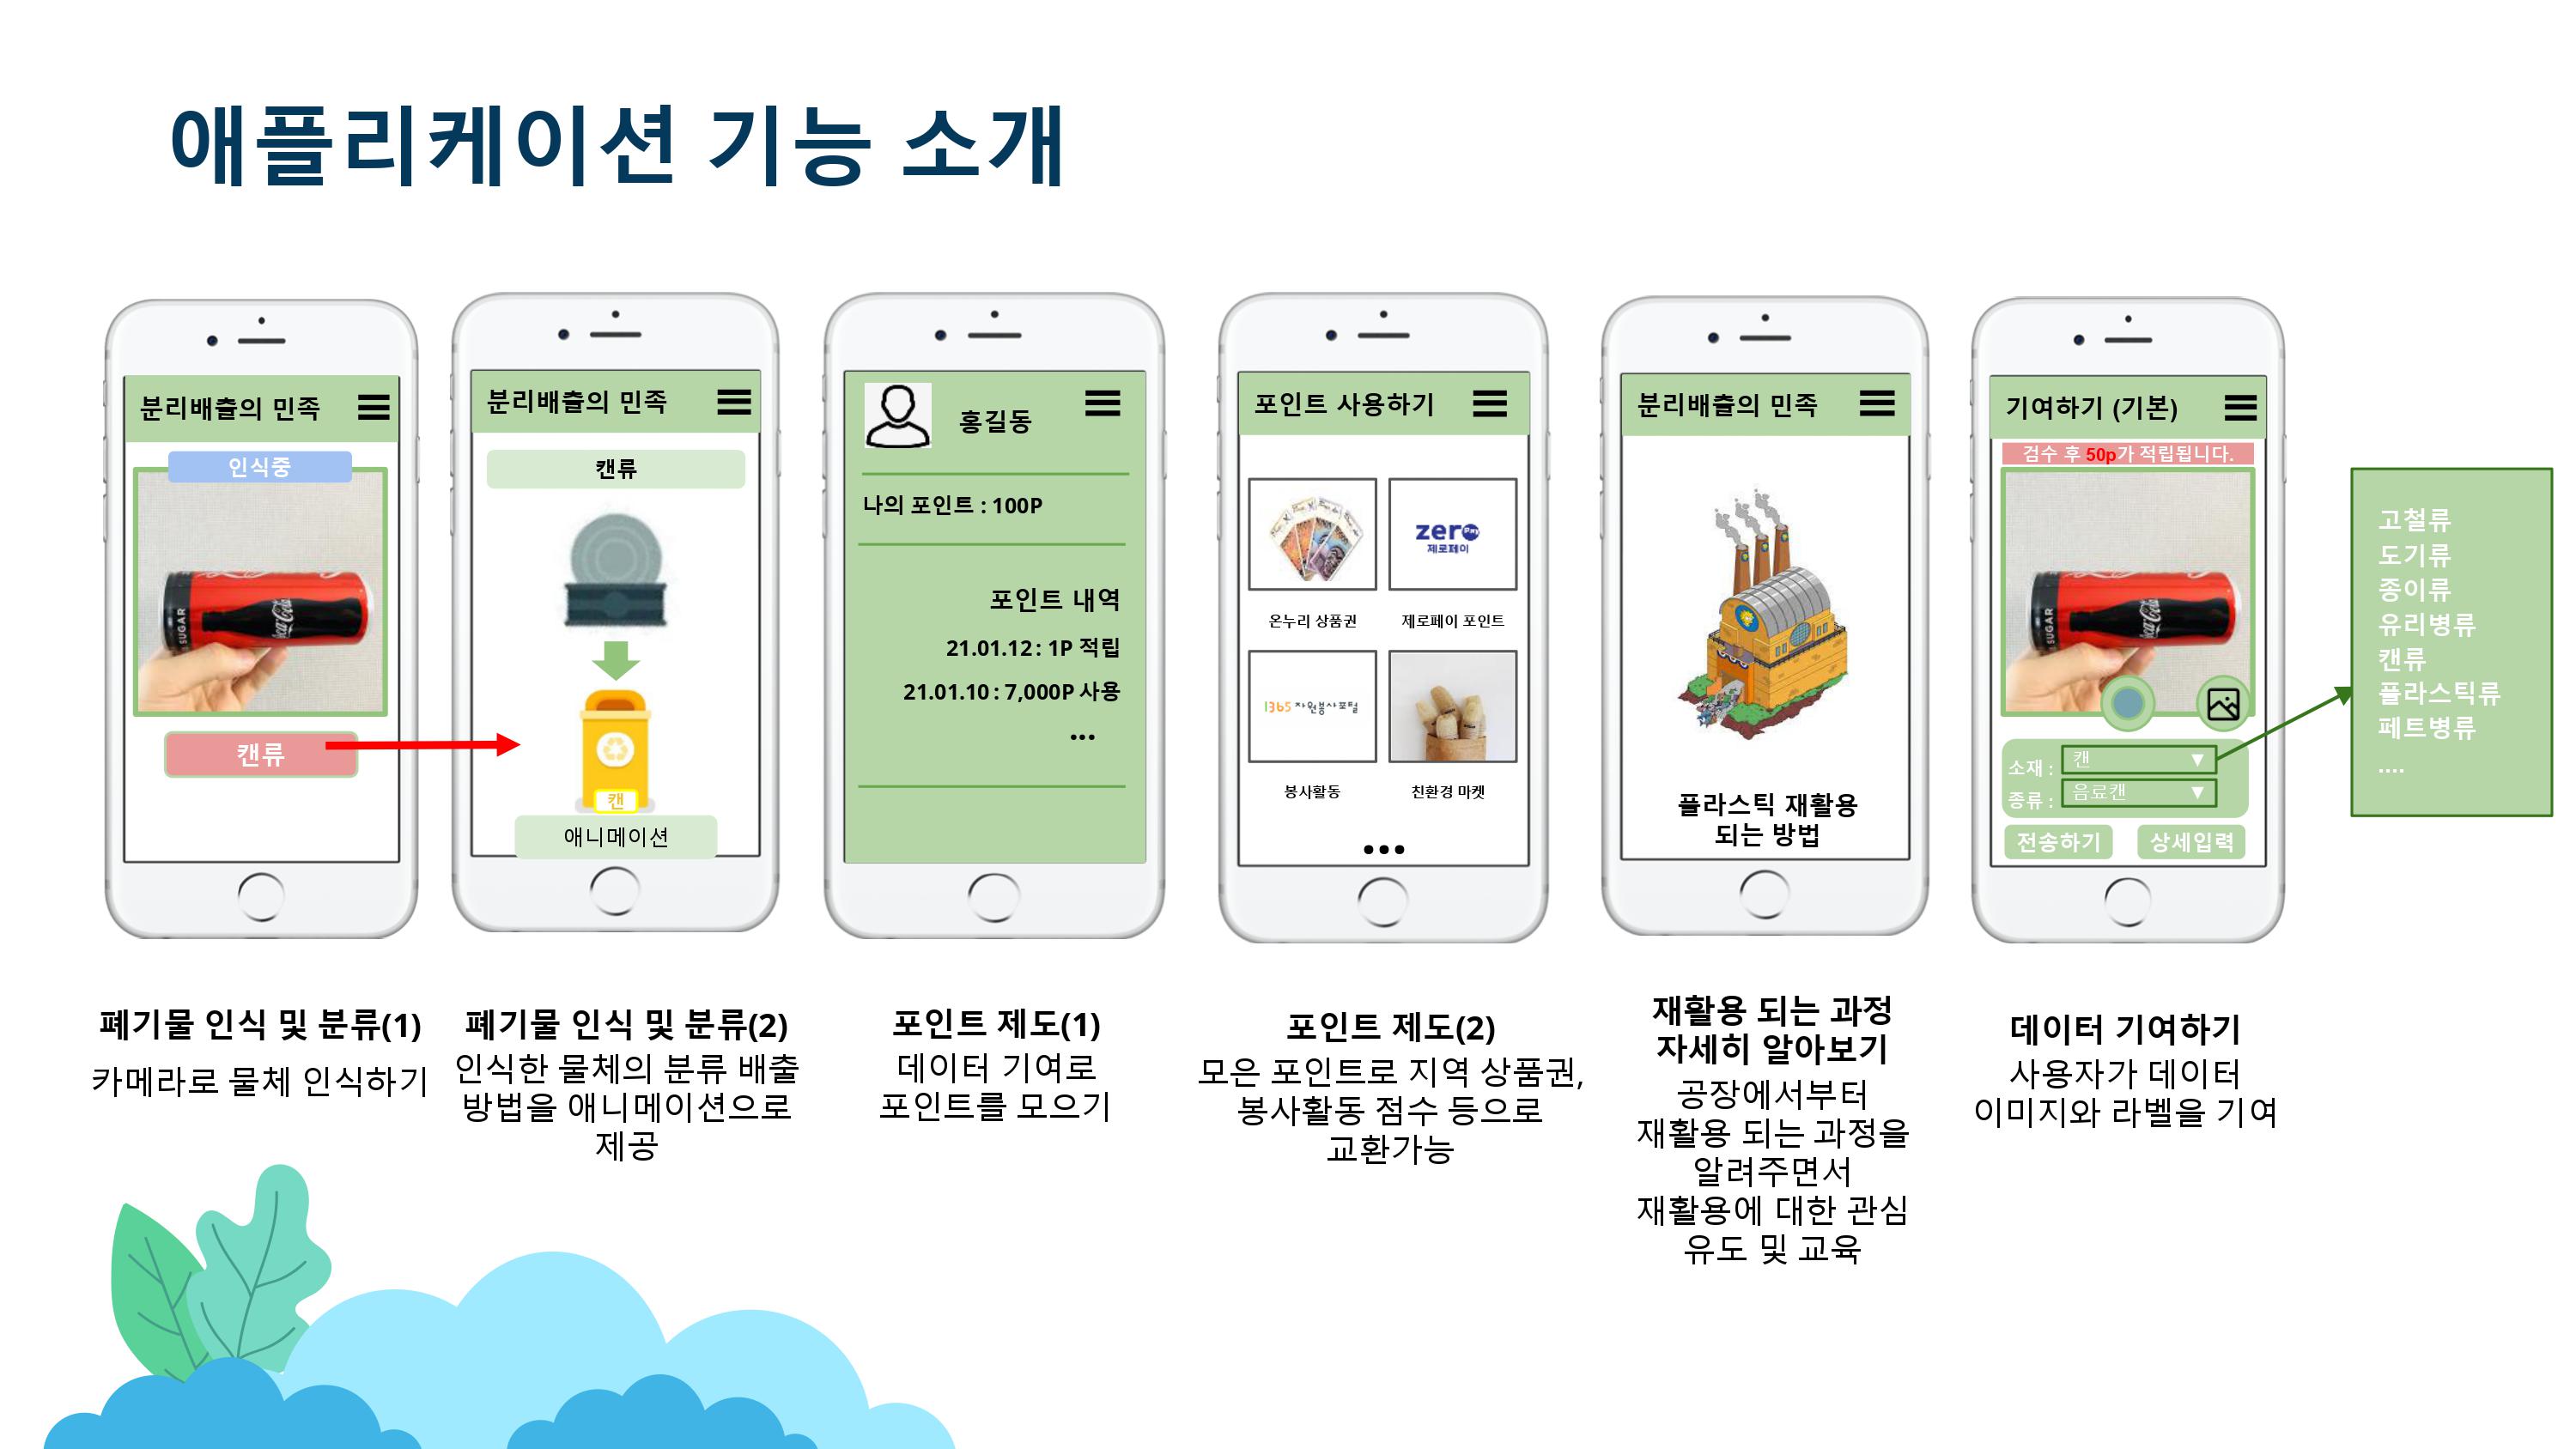 애플리케이션 기능 소개
분리배출의 민족
인식중
SUGAR
Coca-Cola
캔류
분리배출의 민족
캔류
캔
애니메이션
홍길동
나의 포인트 : 100P
포인트 내역
21.01.12 : 1P 적립
21.01.10 : 7,000P 사용
...
포인트 사용하기
zero Pay
제로페이
온누리 상품권
제로페이 포인트
1365 자원봉사포털
봉사활동
친환경 마켓
...
분리배출의 민족
플라스틱 재활용
되는 방법
기여하기 (기본)
검수 후 50p가 적립됩니다.
SUGAR
Coca-Cola
소재 : 캔 ▼
종류 : 음료캔 ▼
전송하기
상세입력
고철류
도기류
종이류
유리병류
캔류
플라스틱류
페트병류
....
폐기물 인식 및 분류(1)
카메라로 물체 인식하기
폐기물 인식 및 분류(2)
인식한 물체의 분류 배출
방법을 애니메이션으로
제공
포인트 제도(1)
데이터 기여로
포인트를 모으기
포인트 제도(2)
모은 포인트로 지역 상품권,
봉사활동 점수 등으로
교환가능
재활용 되는 과정
자세히 알아보기
공장에서부터
재활용 되는 과정을
알려주면서
재활용에 대한 관심
유도 및 교육
데이터 기여하기
사용자가 데이터
이미지와 라벨을 기여